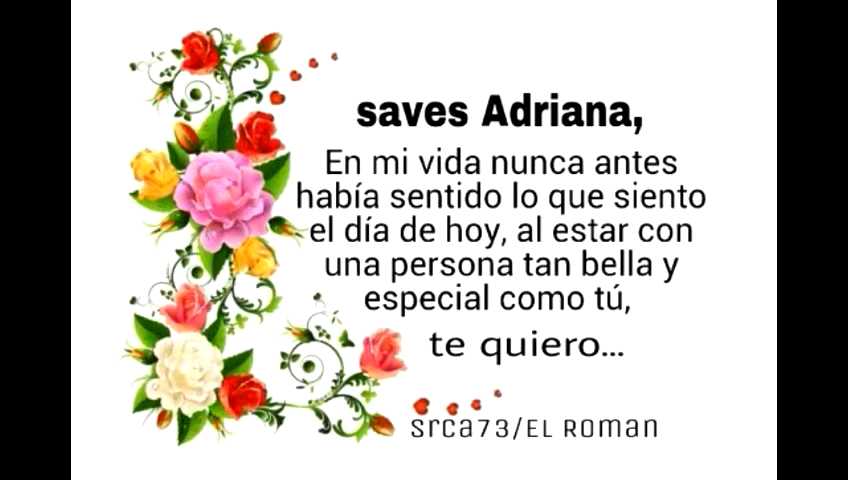 saves Adriana,
En mi vida nunca antes
había sentido lo que siento
el día de hoy, al estar con
una persona tan bella y
especial como tú,
te quiero...
srca73/EL Roman